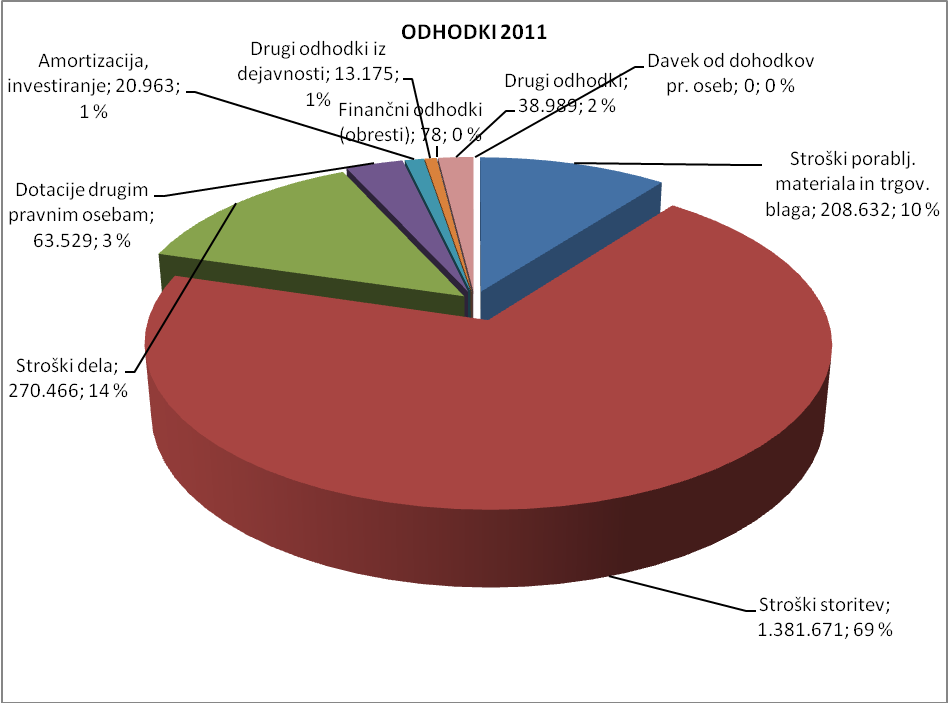 ODHODKI 2011
Amortizacija,
investiranje; 20.963;
1 %
Drugi odhodki iz
dejavnosti; 13.175;
1%
Finančni odhodki
(obresti); 78; 0 %
Drugi odhodki;
38.989; 2 %
Davek od dohodkov
pr. oseb; 0; 0 %
Stroški porablj.
materiala in trgov.
blaga; 208.632; 10 %
Dotacije drugim
pravnim osebam;
63.529; 3 %
Stroški dela;
270.466; 14 %
Stroški storitev;
1.381.671; 69 %